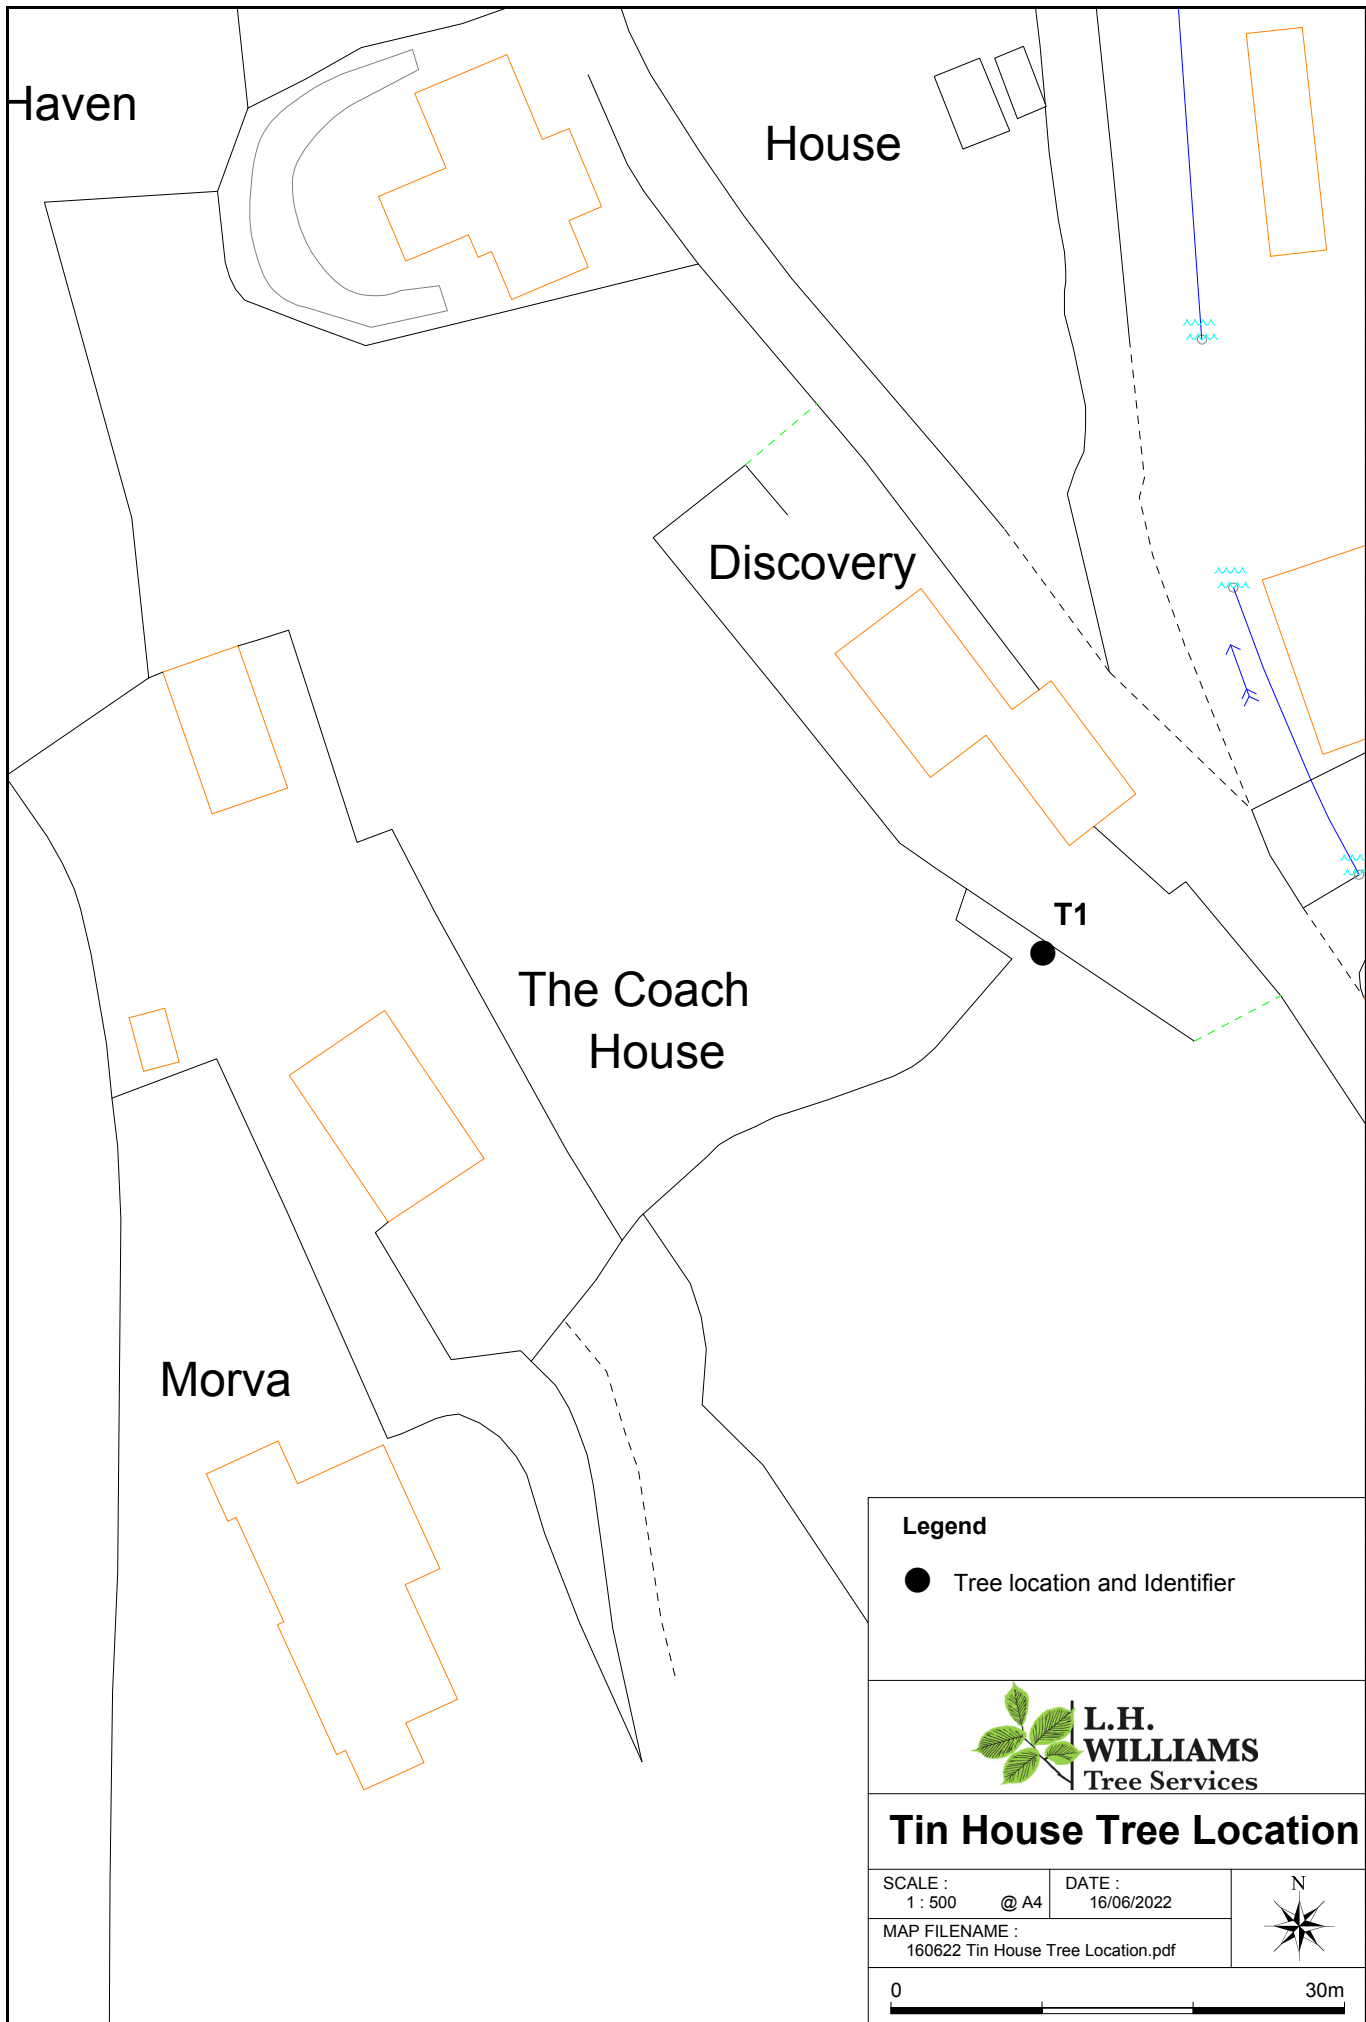 Haven
House
Discovery
T1
The Coach
House
Morva
Legend
Tree location and Identifier
L.H.
WILLIAMS
Tree Services
Tin House Tree Location
SCALE :
1 : 500 @ A4
DATE :
16/06/2022
N
MAP FILENAME :
160622 Tin House Tree Location.pdf
0 30m